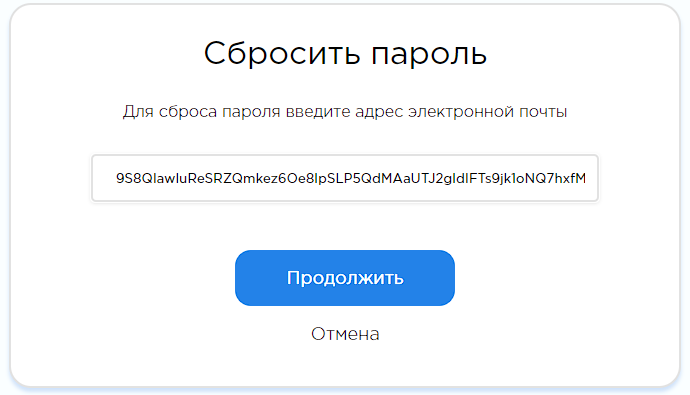 Сбросить пароль
Для сброса пароля введите адрес электронной почты
9S8QIawIuReSRZQmkez6Oe8IpSLP5QdMAaUTJ2gIdIFTs9jk1oNQ7hxfM
Продолжить
Отмена